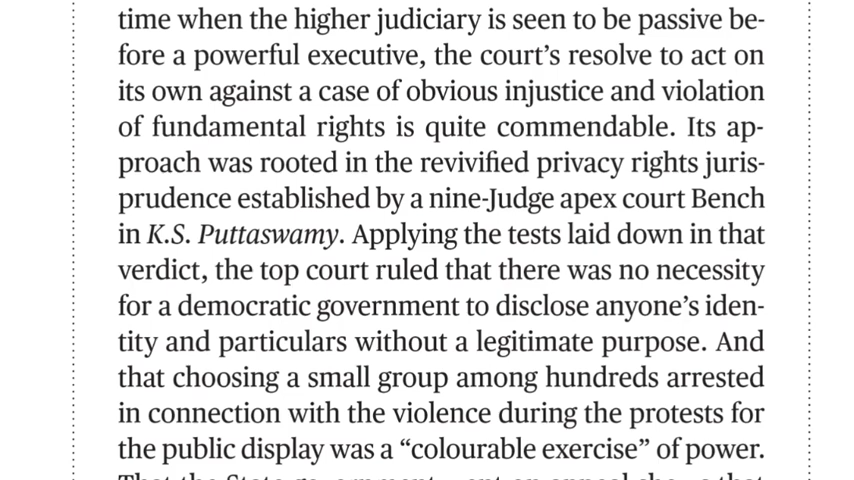 time when the higher judiciary is seen to be passive be-
fore a powerful executive, the court’s resolve to act on
its own against a case of obvious injustice and violation
of fundamental rights is quite commendable. Its ap-
proach was rooted in the revivified privacy rights juris-
prudence established by a nine-Judge apex court Bench
in K.S. Puttaswamy. Applying the tests laid down in that
verdict, the top court ruled that there was no necessity
for a democratic government to disclose anyone’s iden-
tity and particulars without a legitimate purpose. And
that choosing a small group among hundreds arrested
in connection with the violence during the protests for
the public display was a “colourable exercise” of power.